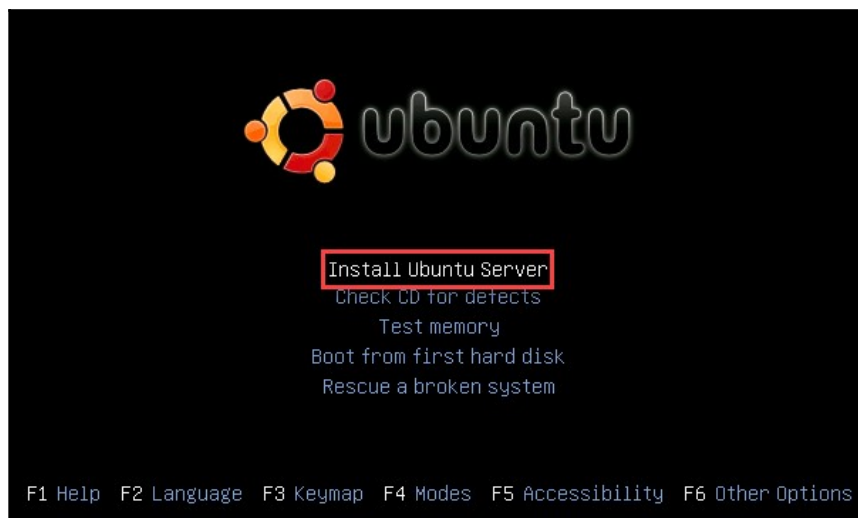 ubuntu
Install Ubuntu Server
Check CD for defects
Test memory
Boot from first hard disk
Rescue a broken system
F1 Help F2 Language F3 Keymap F4 Modes F5 Accessibility F6 Other Options